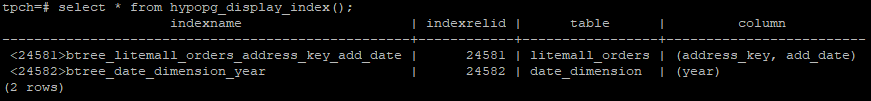 tpch=# select * from hypopg_display_index();
indexname | indexrelid | table | column
--------------------------------------------+------------+-----------------+-------------------------
<24581>btree_litemall_orders_address_key_add_date | 24581 | litemall_orders | (address_key, add_date)
<24582>btree_date_dimension_year | 24582 | date_dimension | (year)
(2 rows)